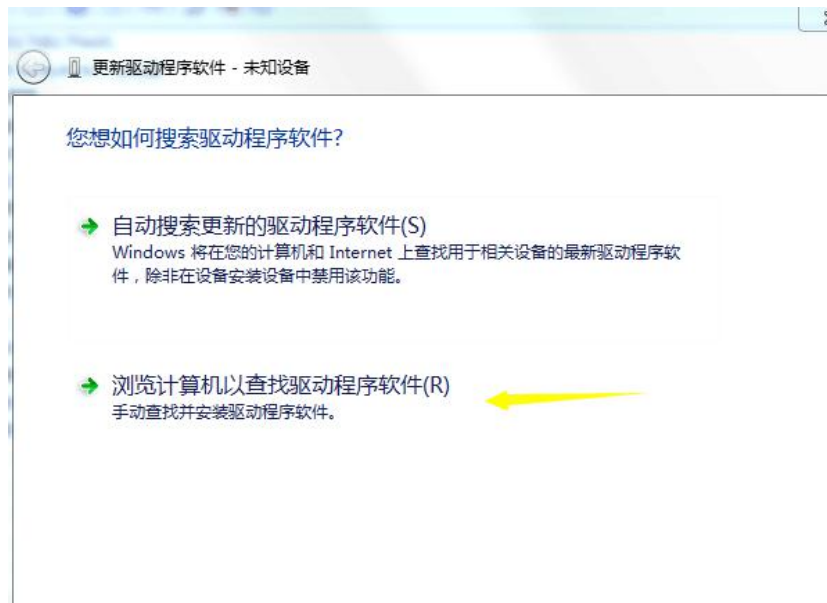 更新驱动程序软件 - 未知设备
您想如何搜索驱动程序软件?
自动搜索更新的驱动程序软件(S)
Windows 将在您的计算机和 Internet 上查找用于相关设备的最新驱动程序软
件，除非在设备安装设备中禁用该功能。
浏览计算机以查找驱动程序软件(R)
手动查找并安装驱动程序软件。